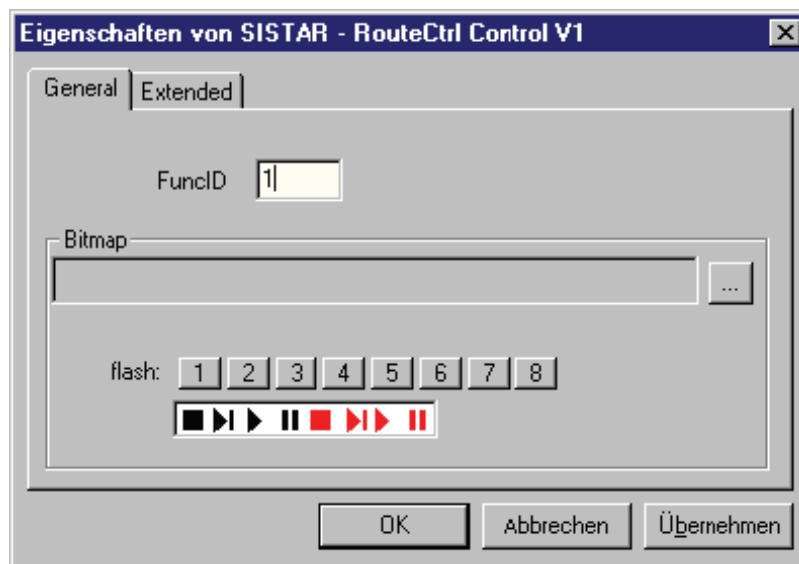 Eigenschaften von SISTAR - RouteCtrl Control V1
General Extended
FuncID 1
Bitmap
...
flash: 1 2 3 4 5 6 7 8
OK Abbrechen Übernehmen